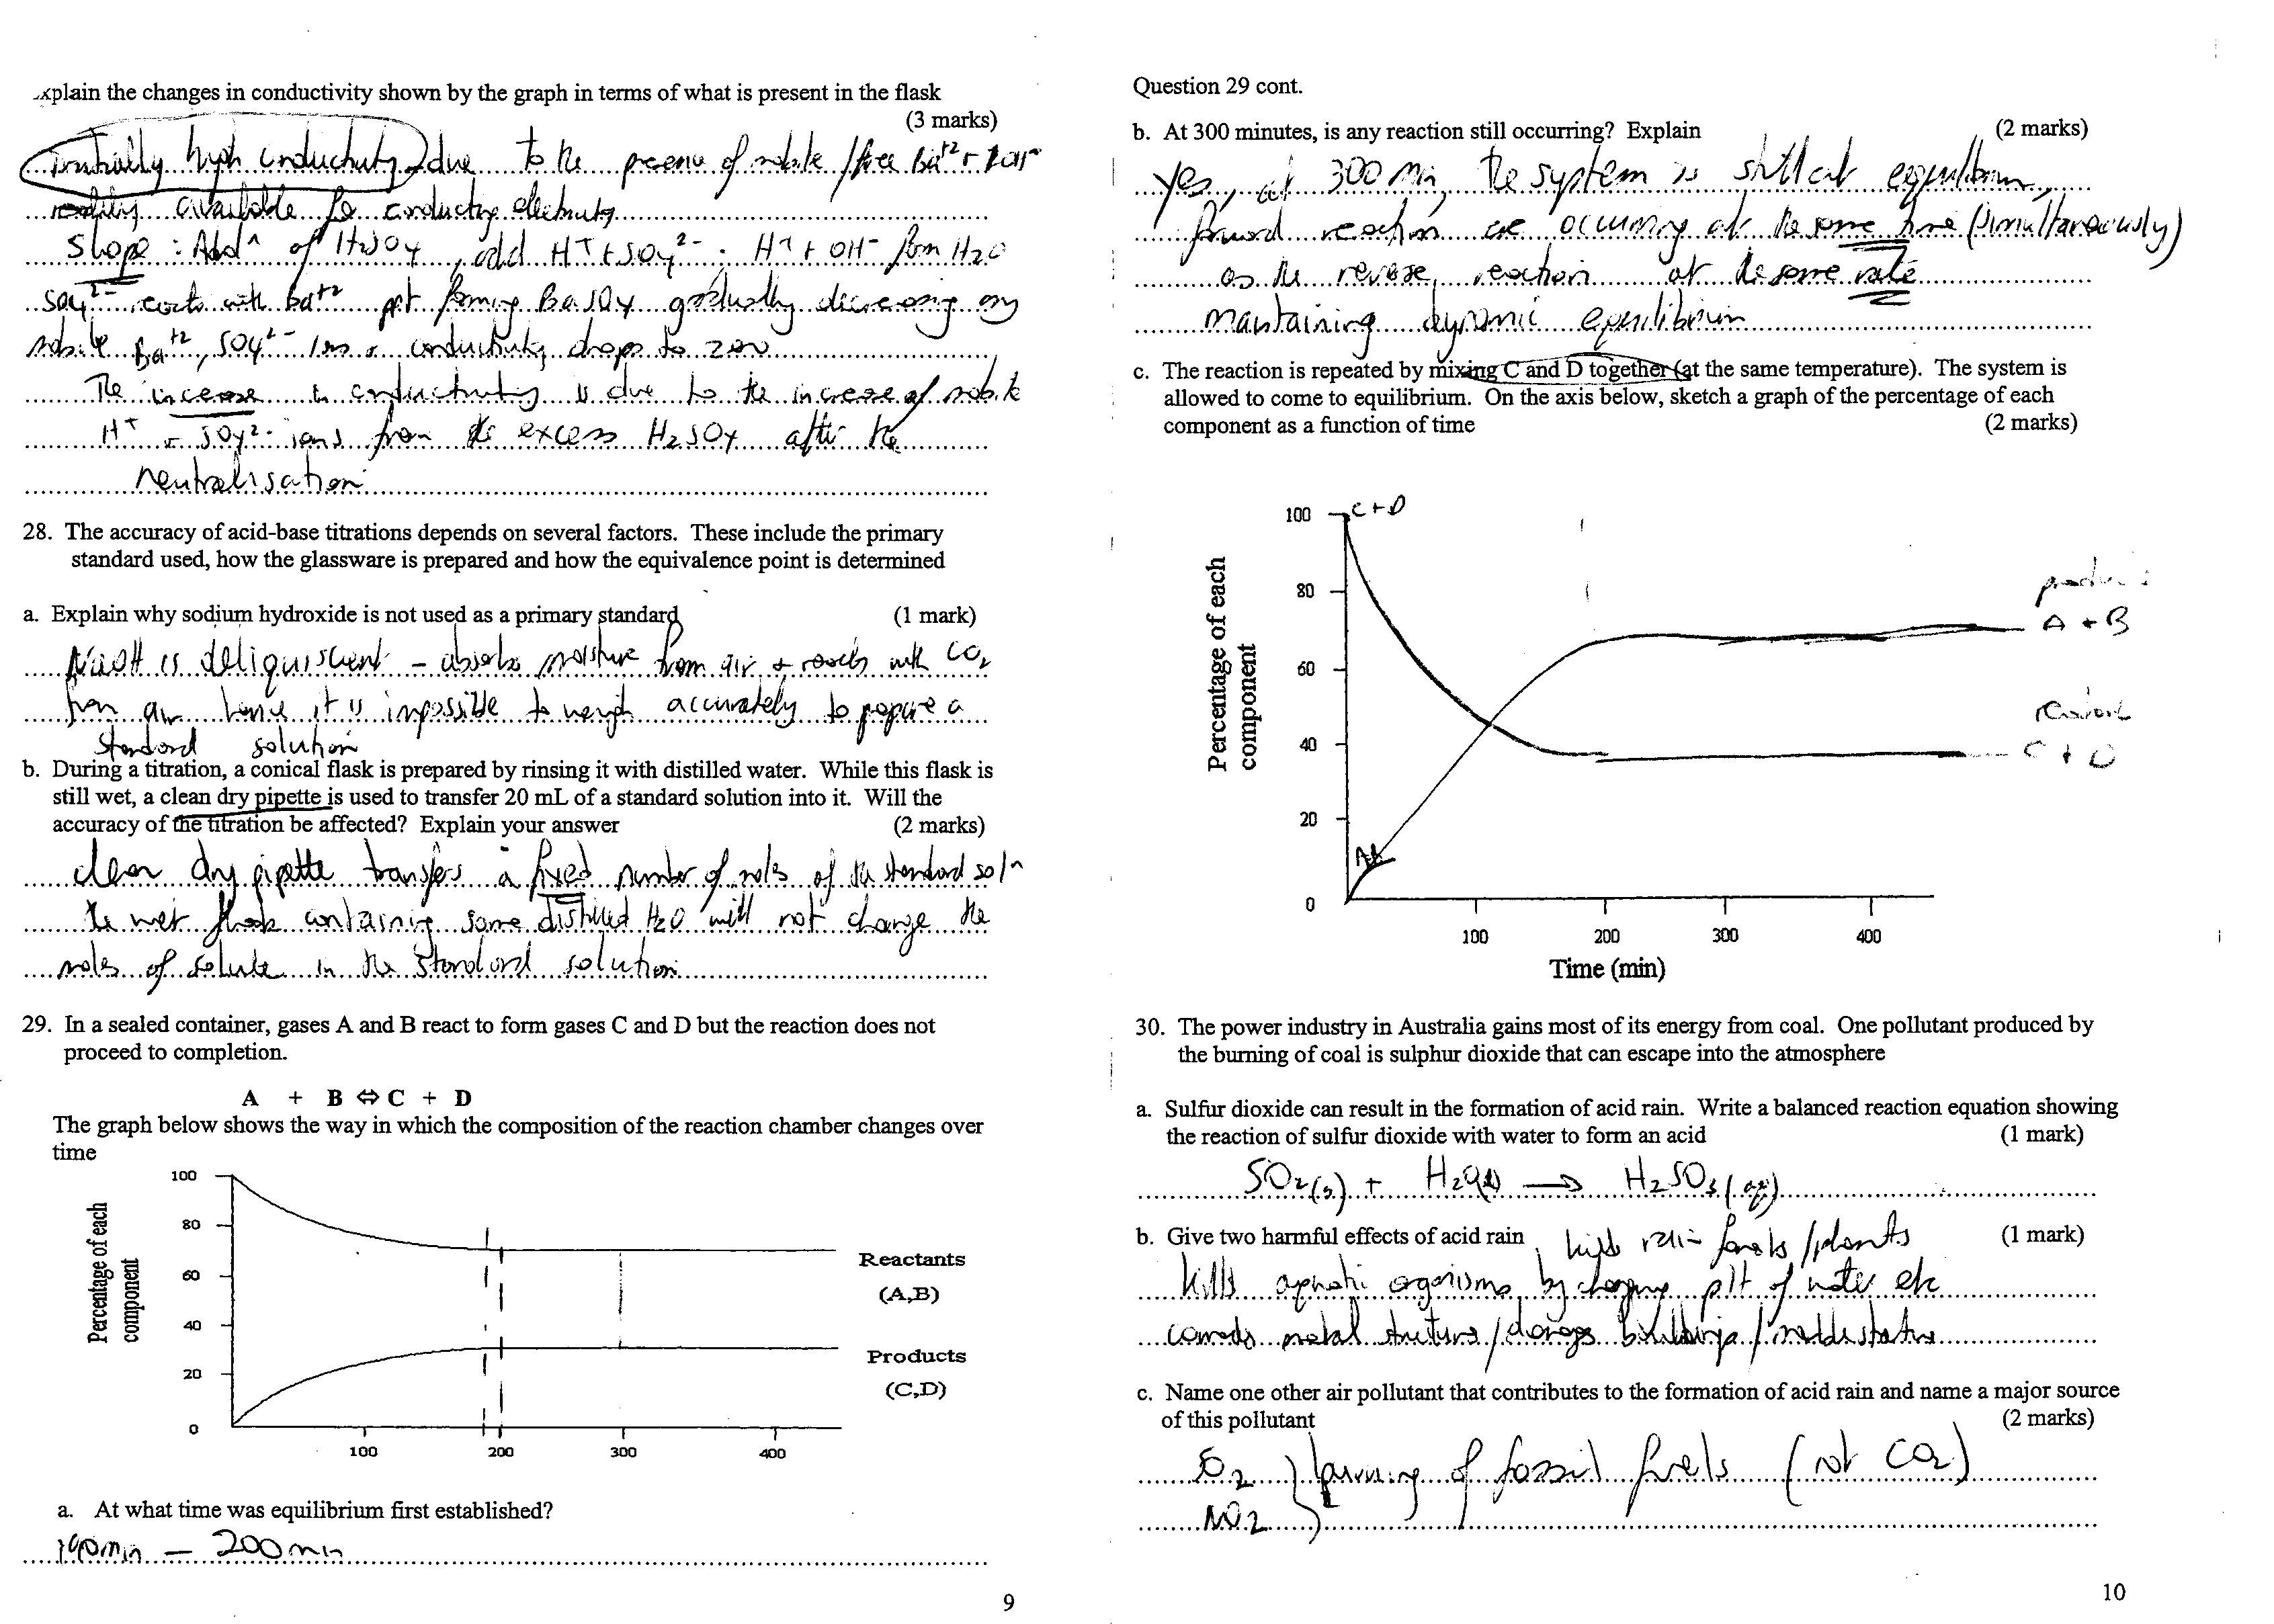 xplain the changes in conductivity shown by the graph in terms of what is present in the flask
(3 marks)
Initially high conductivity due to the presence of mobile / free Ba+2 + 2OH-
readily available for conducting electricity
Slope : Addn of H2SO4, add H+ + SO4 2- . H+ + OH- form H2O
SO4 2- reacts with Ba+2 ppt forming BaSO4 gradually decreasing any
mobile Ba+2, SO4 2- ions & conductivity drops to zero
The increase in conductivity is due to the increase of mobile
H+ + SO4 2- ions from the excess H2SO4 after the
neutralisation
28. The accuracy of acid-base titrations depends on several factors. These include the primary
standard used, how the glassware is prepared and how the equivalence point is determined
a. Explain why sodium hydroxide is not used as a primary standard (1 mark)
NaOH is deliquiscent - absorbs moisture from air + reacts with CO2
from air hence it is impossible to weigh accurately to prepare a
standard solution
b. During a titration, a conical flask is prepared by rinsing it with distilled water. While this flask is
still wet, a clean dry pipette is used to transfer 20 mL of a standard solution into it. Will the
accuracy of the titration be affected? Explain your answer (2 marks)
clean dry pipette transfers a fixed number of moles of the standard soln
the wet flask containing some distilled H2O will not change the
moles of solute in the standard solution
29. In a sealed container, gases A and B react to form gases C and D but the reaction does not
proceed to completion.
A + B ⇔ C + D
The graph below shows the way in which the composition of the reaction chamber changes over
time
Percentage of each
component
100
80
60
40
20
0
100 200 300 400
Reactants
(A,B)
Products
(C,D)
a. At what time was equilibrium first established?
190min - 200min
9
Question 29 cont.
b. At 300 minutes, is any reaction still occurring? Explain (2 marks)
Yes, at 300 min, the system is still at equilibrium,
forward reaction are occurring at the same time (simultaneously)
as the reverse reaction at the same rate
maintaining dynamic equilibrium
c. The reaction is repeated by mixing C and D together (at the same temperature). The system is
allowed to come to equilibrium. On the axis below, sketch a graph of the percentage of each
component as a function of time (2 marks)
Percentage of each
component
100
80
60
40
20
0
C + D
A + B
C + D
100 200 300 400
Time (min)
30. The power industry in Australia gains most of its energy from coal. One pollutant produced by
the burning of coal is sulphur dioxide that can escape into the atmosphere
a. Sulfur dioxide can result in the formation of acid rain. Write a balanced reaction equation showing
the reaction of sulfur dioxide with water to form an acid (1 mark)
SO2(g) + H2O(l) → H2SO3(aq)
b. Give two harmful effects of acid rain, kills forests / plants (1 mark)
kills aquatic organisms by changing pH of water etc
corrodes metal structures / damage buildings / marble statues
c. Name one other air pollutant that contributes to the formation of acid rain and name a major source
of this pollutant (2 marks)
NO2 } burning of fossil fuels (not CO2)
10